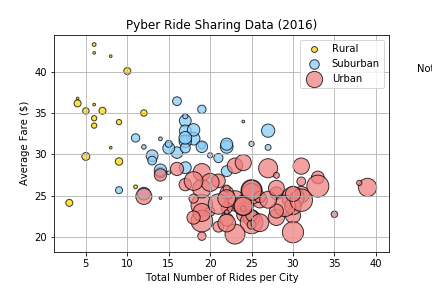 Pyber Ride Sharing Data (2016)
Rural
Suburban
Urban
Not
40
35
30
25
20
Average Fare ($)
5 10 15 20 25 30 35 40
Total Number of Rides per City